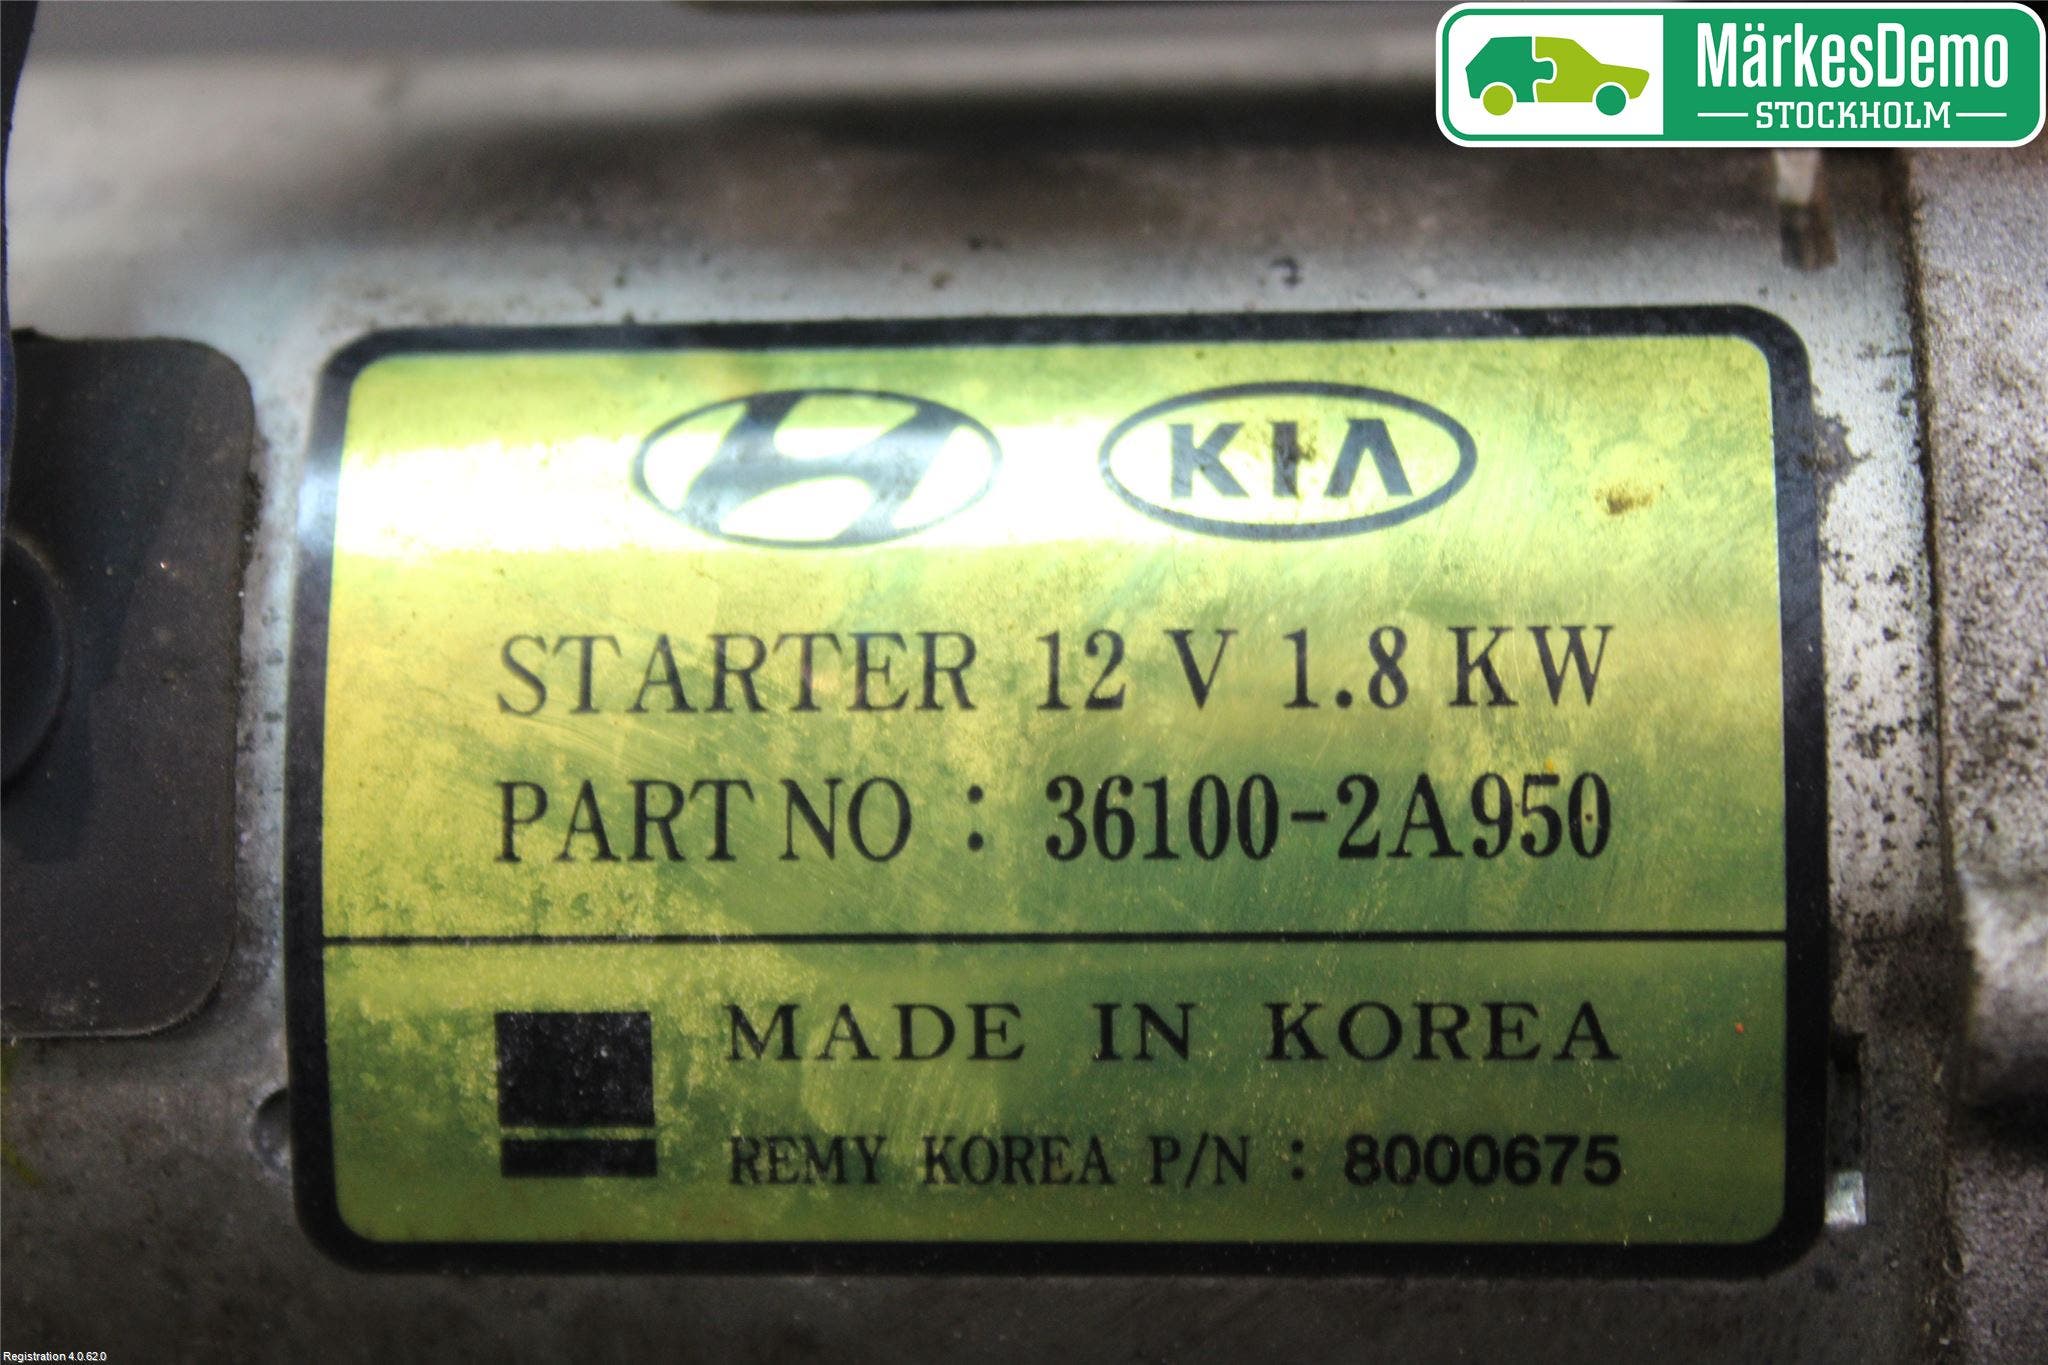 MärkesDemo
STOCKHOLM
KIA
STARTER 12 V 1.8 KW
PART NO : 36100-2A950
MADE IN KOREA
REMY KOREA P/N : 8000675
Registration 4.0.62.0